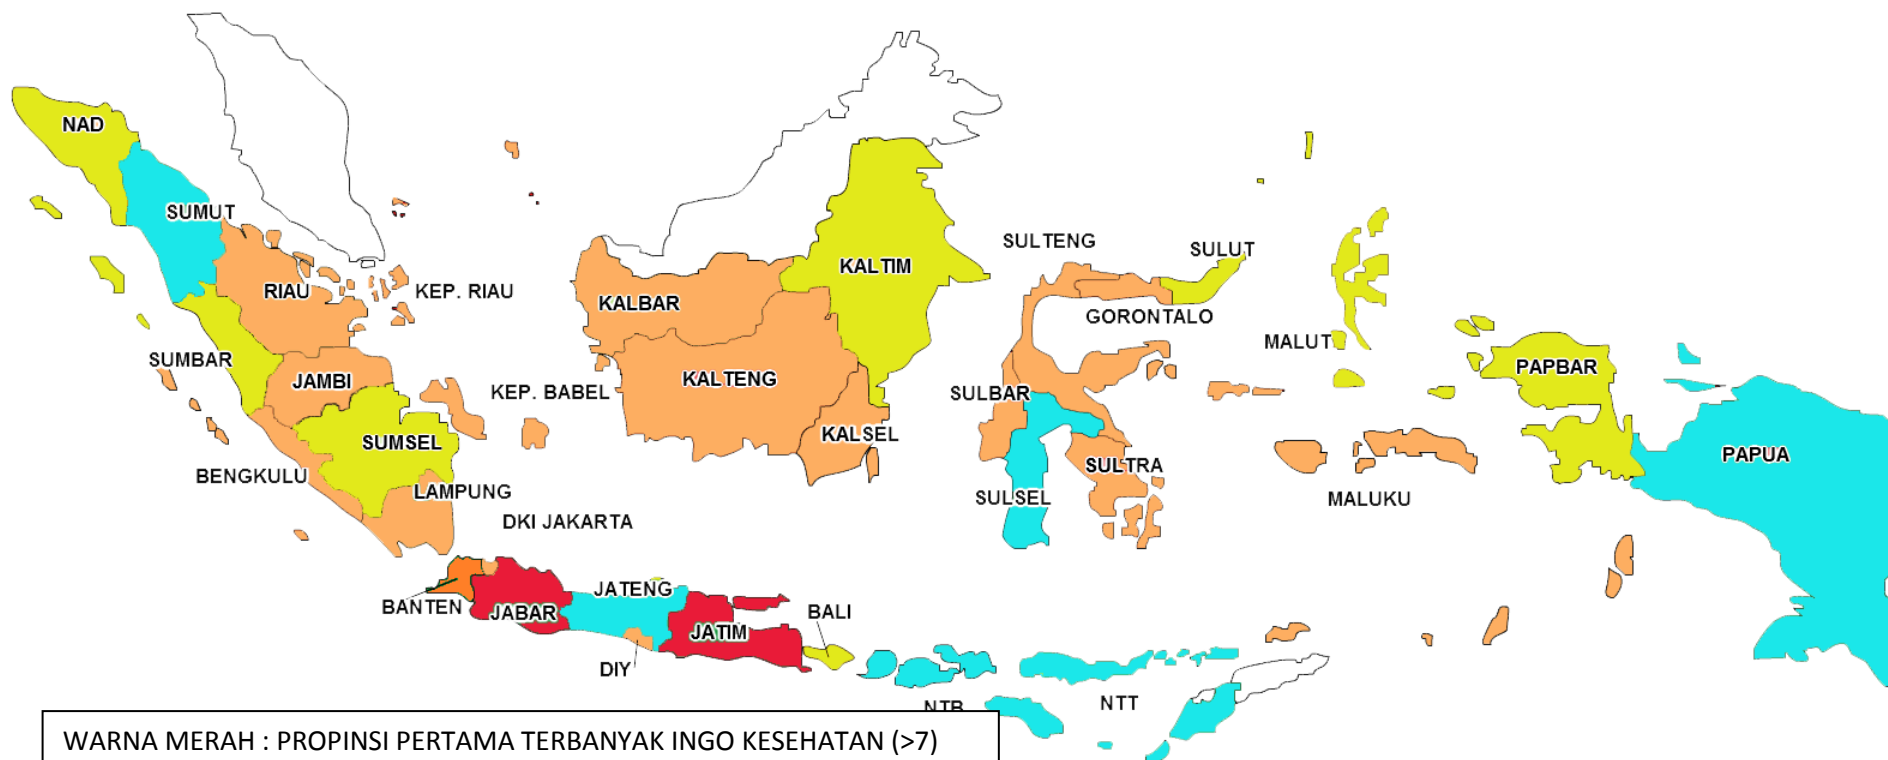 NAD
SUMUT
RIAU
KEP. RIAU
SUMBAR
JAMBI
KEP. BABEL
SUMSEL
BENGKULU
LAMPUNG
DKI JAKARTA
BANTEN
JABAR
JATENG
DIY
JATIM
BALI
NTB
NTT
KALBAR
KALTIM
KALTENG
KALSEL
SULTENG
SULUT
GORONTALO
SULBAR
SULTRA
SULSEL
MALUT
MALUKU
PAPBAR
PAPUA
WARNA MERAH : PROPINSI PERTAMA TERBANYAK INGO KESEHATAN (>7)